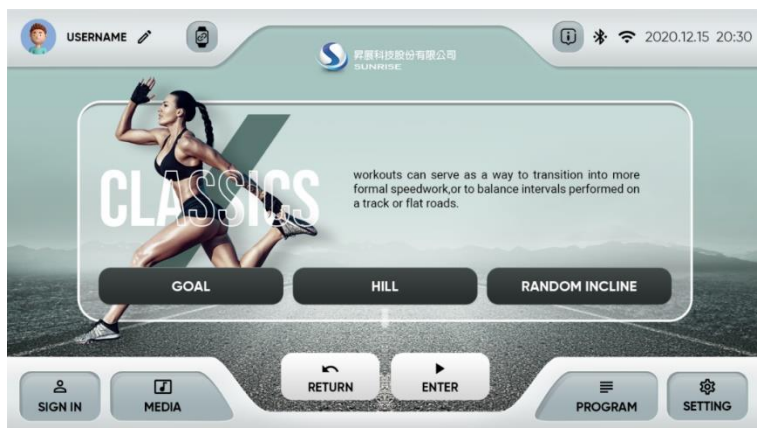 USERNAME
2020.12.15 20:30
昇展科技股份有限公司
SUNRISE
CLASSICS
workouts can serve as a way to transition into more
formal speedwork,or to balance intervals performed on
a track or flat roads.
GOAL
HILL
RANDOM INCLINE
RETURN
ENTER
SIGN IN
MEDIA
PROGRAM
SETTING